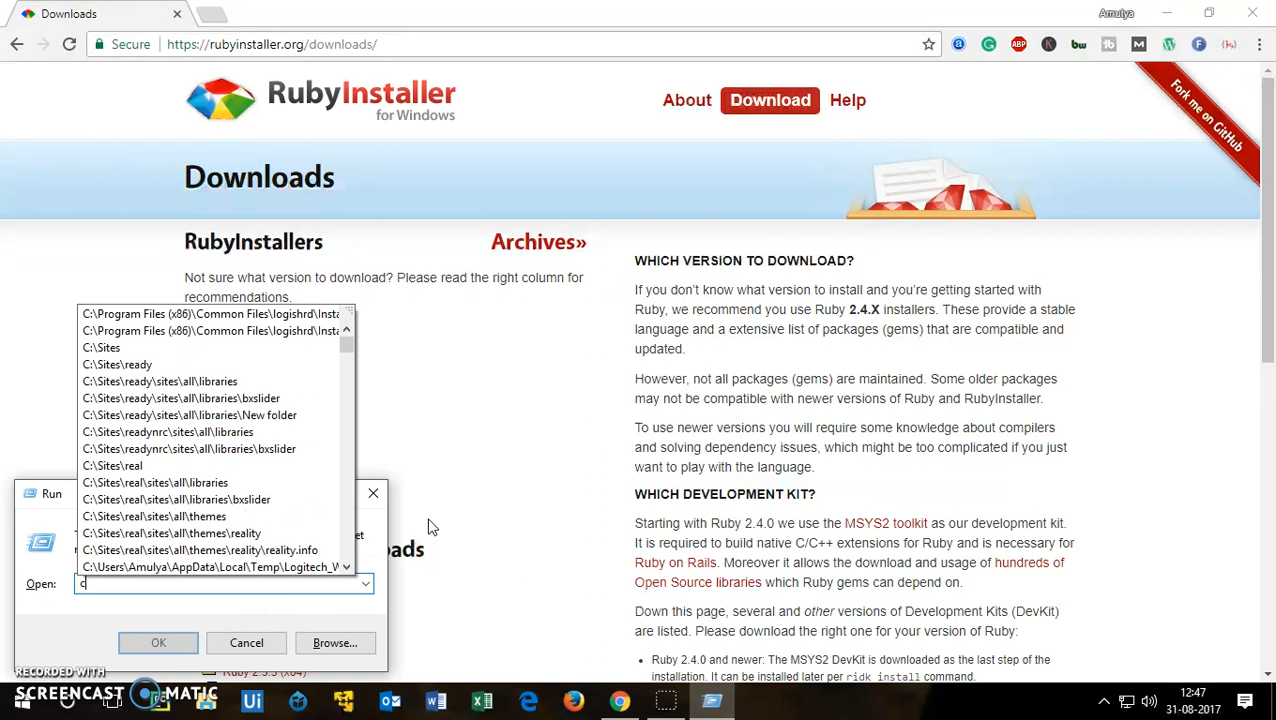 Downloads
Amulya
Secure
https://rubyinstaller.org/downloads/
RubyInstaller
for Windows
About
Download
Help
Fork me on GitHub
Downloads
RubyInstallers
Archives»
Not sure what version to download? Please read the right column for
recommendations.
WHICH VERSION TO DOWNLOAD?
If you don't know what version to install and you're getting started with
Ruby, we recommend you use Ruby 2.4.X installers. These provide a stable
language and a extensive list of packages (gems) that are compatible and
updated.
However, not all packages (gems) are maintained. Some older packages
may not be compatible with newer versions of Ruby and RubyInstaller.
To use newer versions you will require some knowledge about compilers
and solving dependency issues, which might be too complicated if you just
want to play with the language.
WHICH DEVELOPMENT KIT?
Starting with Ruby 2.4.0 we use the MSYS2 toolkit as our development kit.
It is required to build native C/C++ extensions for Ruby and is necessary for
Ruby on Rails. Moreover it allows the download and usage of hundreds of
Open Source libraries which Ruby gems can depend on.
Down this page, several and other versions of Development Kits (DevKit)
are listed. Please download the right one for your version of Ruby:
Ruby 2.4.0 and newer: The MSYS2 DevKit is downloaded as the last step of the
installation. It can be installed later per ridk install command.
C:\Program Files (x86)\Common Files\logishrd\Insta
C:\Program Files (x86)\Common Files\logishrd\Insta
C:\Sites
C:\Sites\ready
C:\Sites\ready\sites\all\libraries
C:\Sites\ready\sites\all\libraries\bxslider
C:\Sites\ready\sites\all\libraries\New folder
C:\Sites\readynrc\sites\all\libraries
C:\Sites\readynrc\sites\all\libraries\bxslider
C:\Sites\real
C:\Sites\real\sites\all\libraries
C:\Sites\real\sites\all\libraries\bxslider
C:\Sites\real\sites\all\themes
C:\Sites\real\sites\all\themes\reality
C:\Sites\real\sites\all\themes\reality\reality.info
C:\Users\Amulya\AppData\Local\Temp\Logitech_W
Run
et
oads
Open:
c
OK
Cancel
Browse...
RECORDED WITH
SCREENCAST MATIC
12:47
31-08-2017